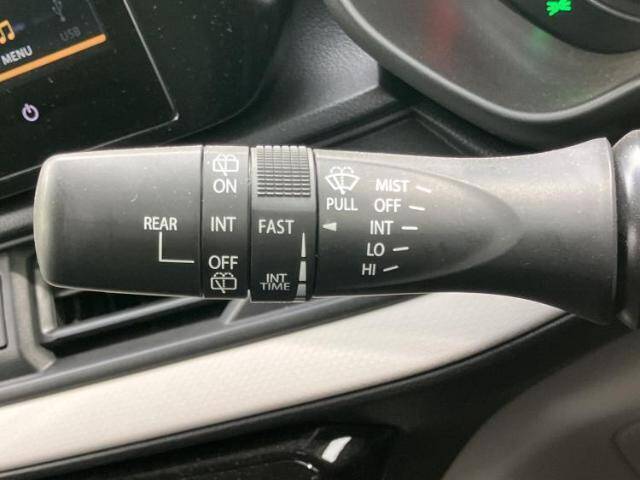 USB
MENU
REAR
ON
INT
OFF
FAST
INT
TIME
PULL
MIST
OFF
INT
LO
HI